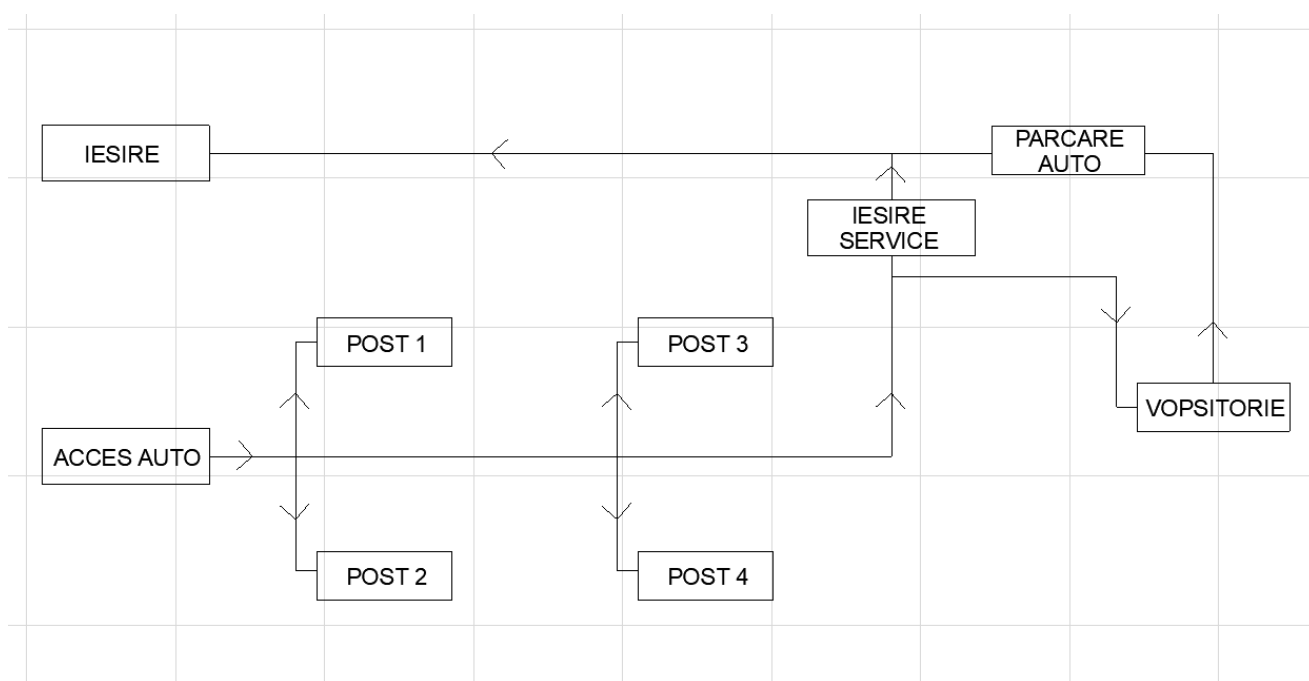 IESIRE
PARCARE
AUTO
IESIRE
SERVICE
POST 1
POST 3
VOPSITORIE
ACCES AUTO
POST 2
POST 4